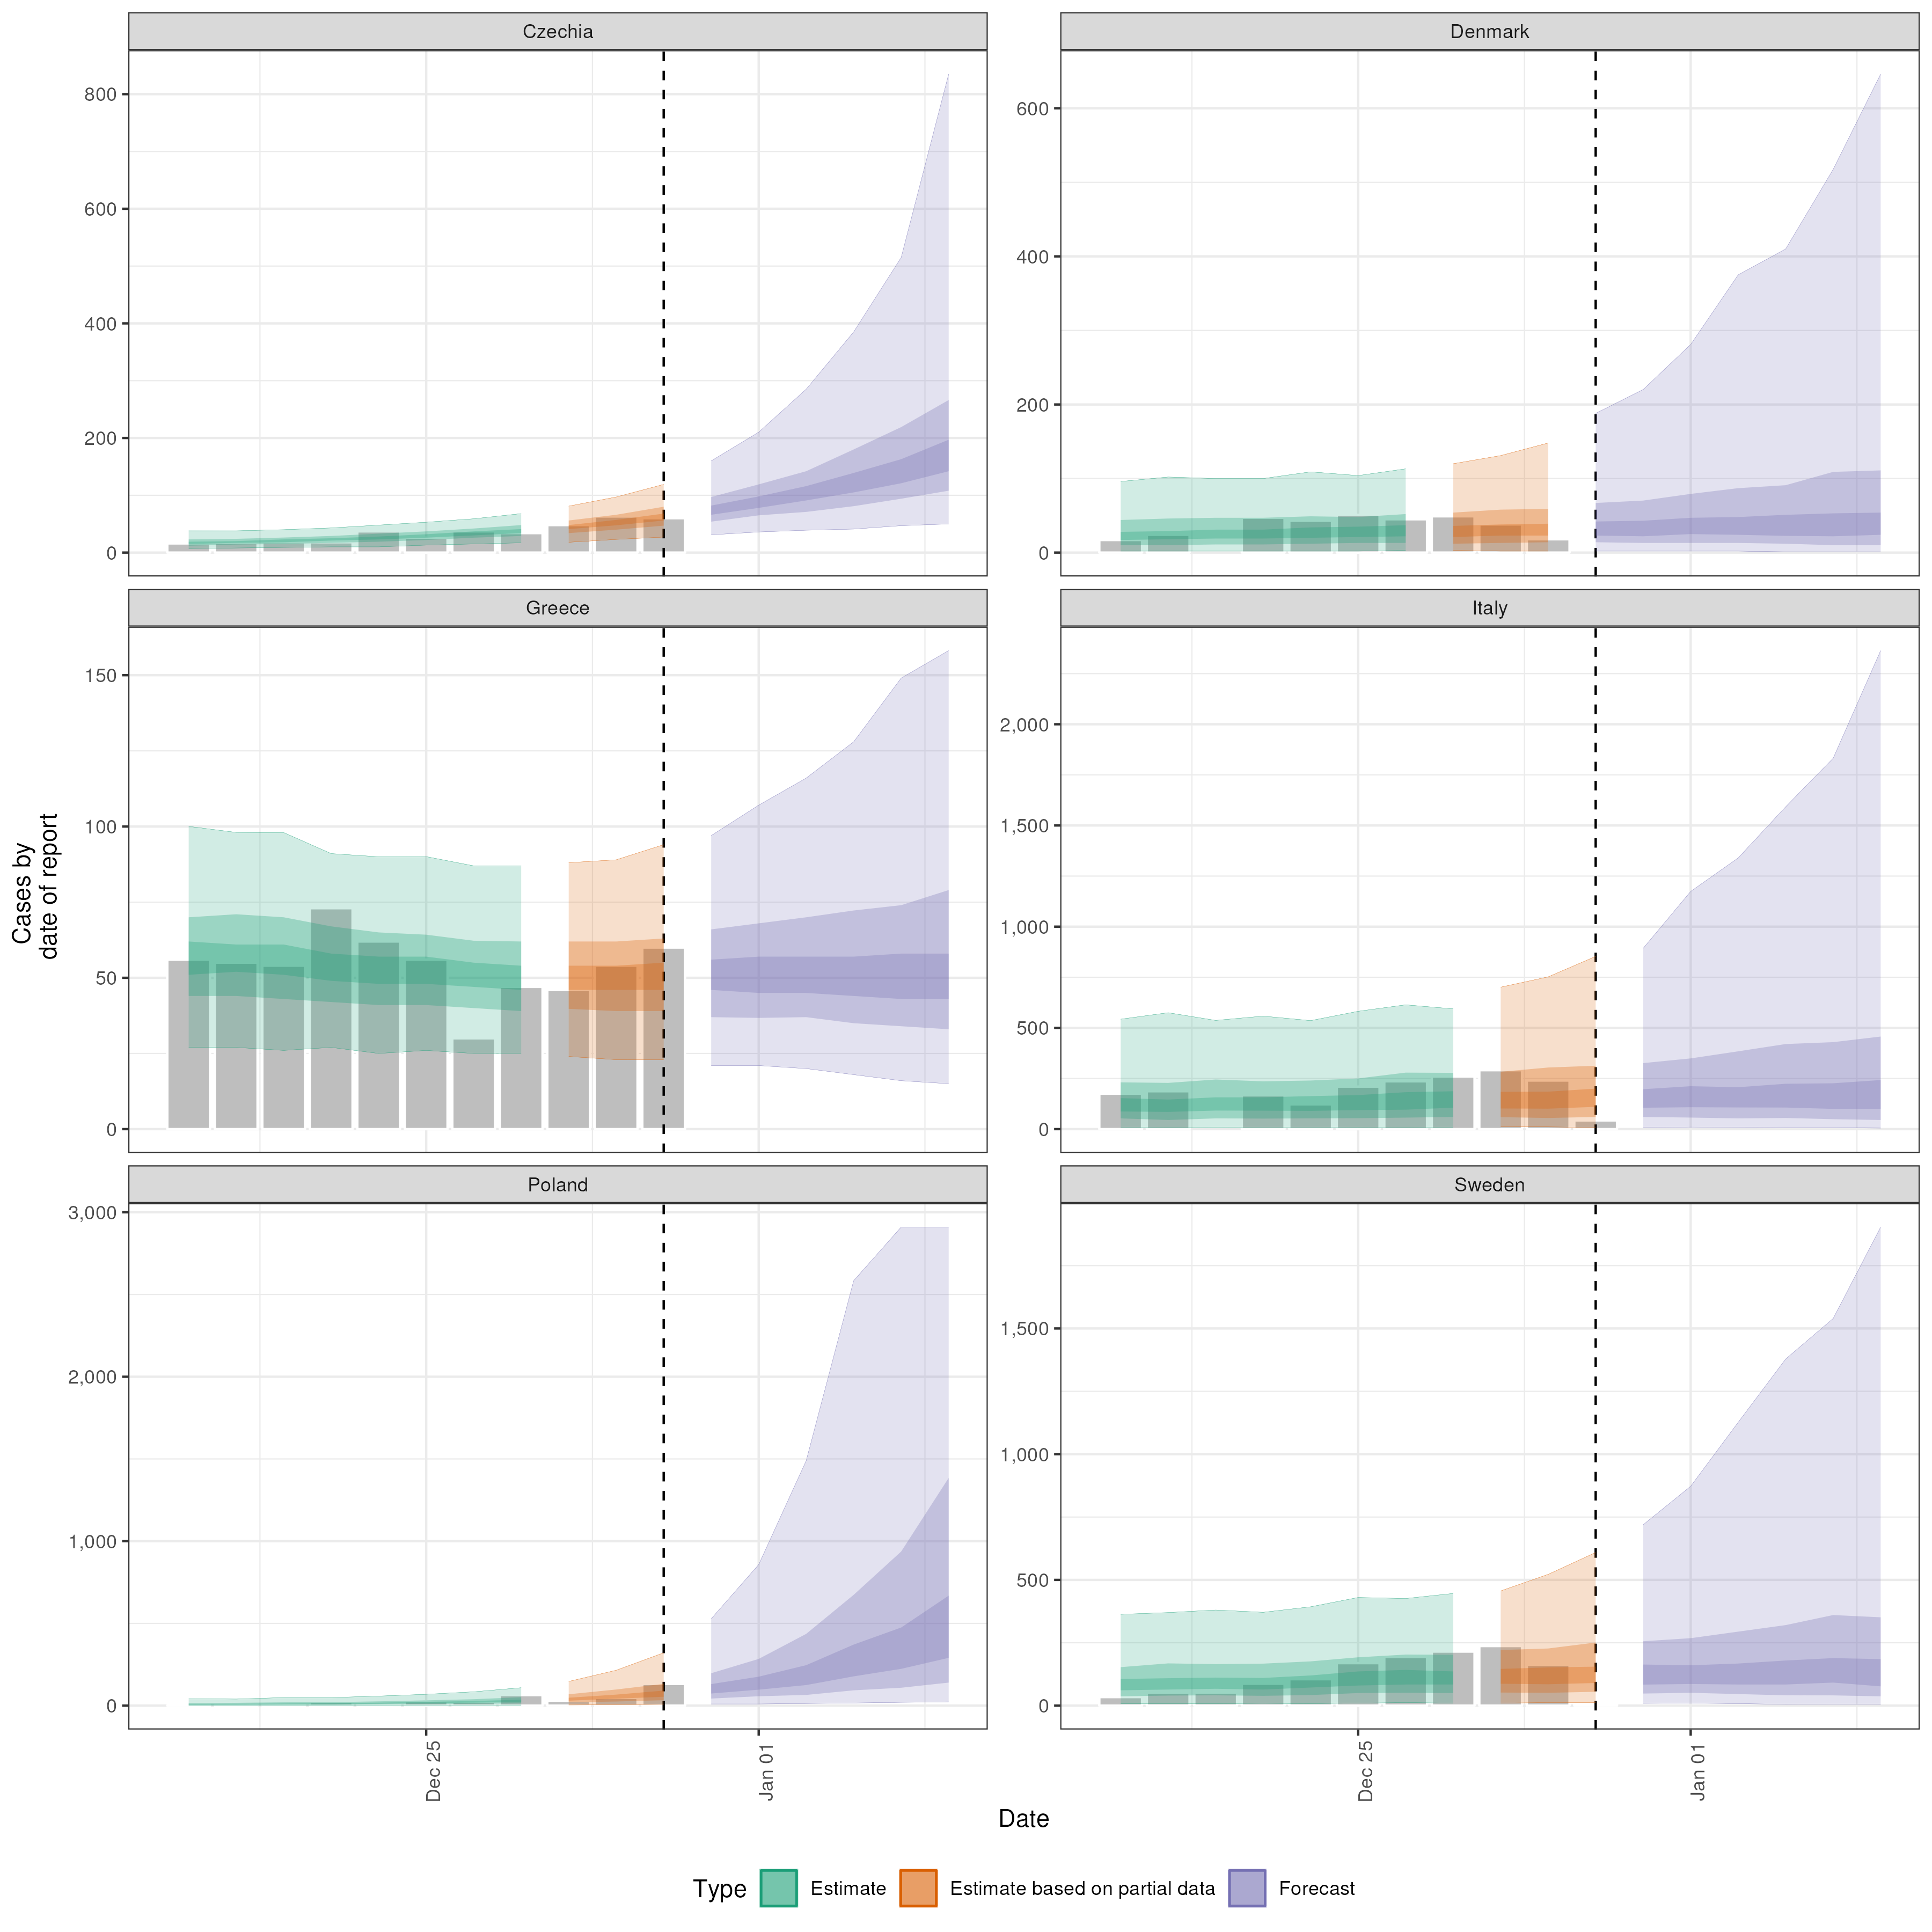 Czechia
Denmark
800
600
400
200
0
600
400
200
0
Greece
Italy
150
100
50
0
2,000
1,500
1,000
500
0
Poland
Sweden
3,000
2,000
1,000
0
1,500
1,000
500
0
Cases by
date of report
Dec 25
Jan 01
Dec 25
Jan 01
Date
Type Estimate Estimate based on partial data Forecast